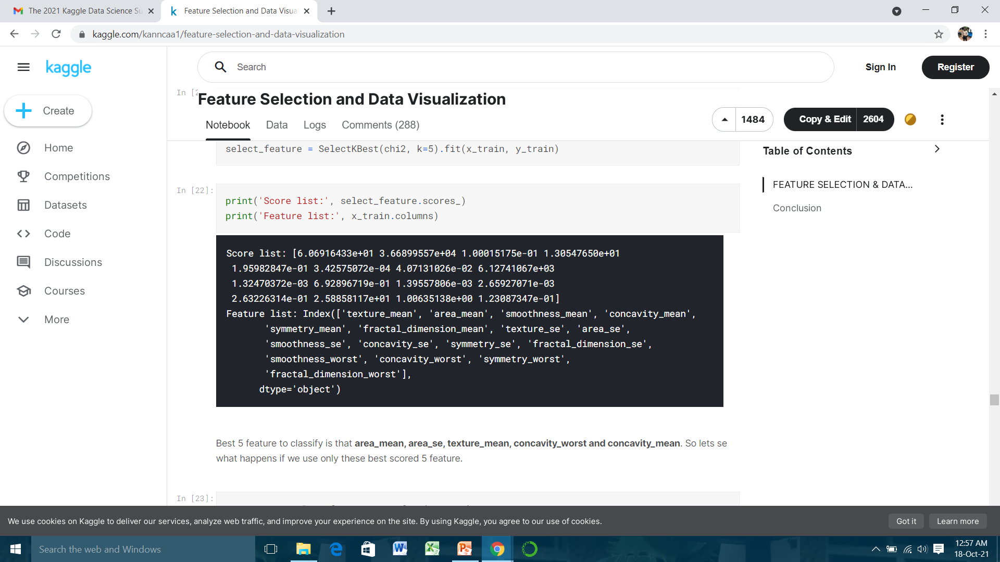 The 2021 Kaggle Data Science Su
Feature Selection and Data Visua
kaggle.com/kanncaa1/feature-selection-and-data-visualization
kaggle
Search
Sign In
Register
In [2
Feature Selection and Data Visualization
Create
Notebook
Data
Logs
Comments (288)
1484
Copy & Edit
2604
Home
Competitions
Datasets
Code
Discussions
Courses
More
select_feature = SelectKBest(chi2, k=5).fit(x_train, y_train)
Table of Contents
FEATURE SELECTION & DATA...
Conclusion
In [22]:
print('Score list:', select_feature.scores_)
print('Feature list:', x_train.columns)
Score list: [6.06916433e+01 3.66899557e+04 1.00015175e-01 1.30547650e+01
1.95982847e-01 3.42575072e-04 4.07131026e-02 6.12741067e+03
1.32470372e-03 6.92896719e-01 1.39557806e-03 2.65927071e-03
2.63226314e-01 2.58858117e+01 1.00635138e+00 1.23087347e-01]
Feature list: Index(['texture_mean', 'area_mean', 'smoothness_mean', 'concavity_mean',
'symmetry_mean', 'fractal_dimension_mean', 'texture_se', 'area_se',
'smoothness_se', 'concavity_se', 'symmetry_se', 'fractal_dimension_se',
'smoothness_worst', 'concavity_worst', 'symmetry_worst',
'fractal_dimension_worst'],
dtype='object')
Best 5 feature to classify is that area_mean, area_se, texture_mean, concavity_worst and concavity_mean. So lets se
what happens if we use only these best scored 5 feature.
In [23]:
We use cookies on Kaggle to deliver our services, analyze web traffic, and improve your experience on the site. By using Kaggle, you agree to our use of cookies.
Got it
Learn more
Search the web and Windows
12:57 AM
18-Oct-21